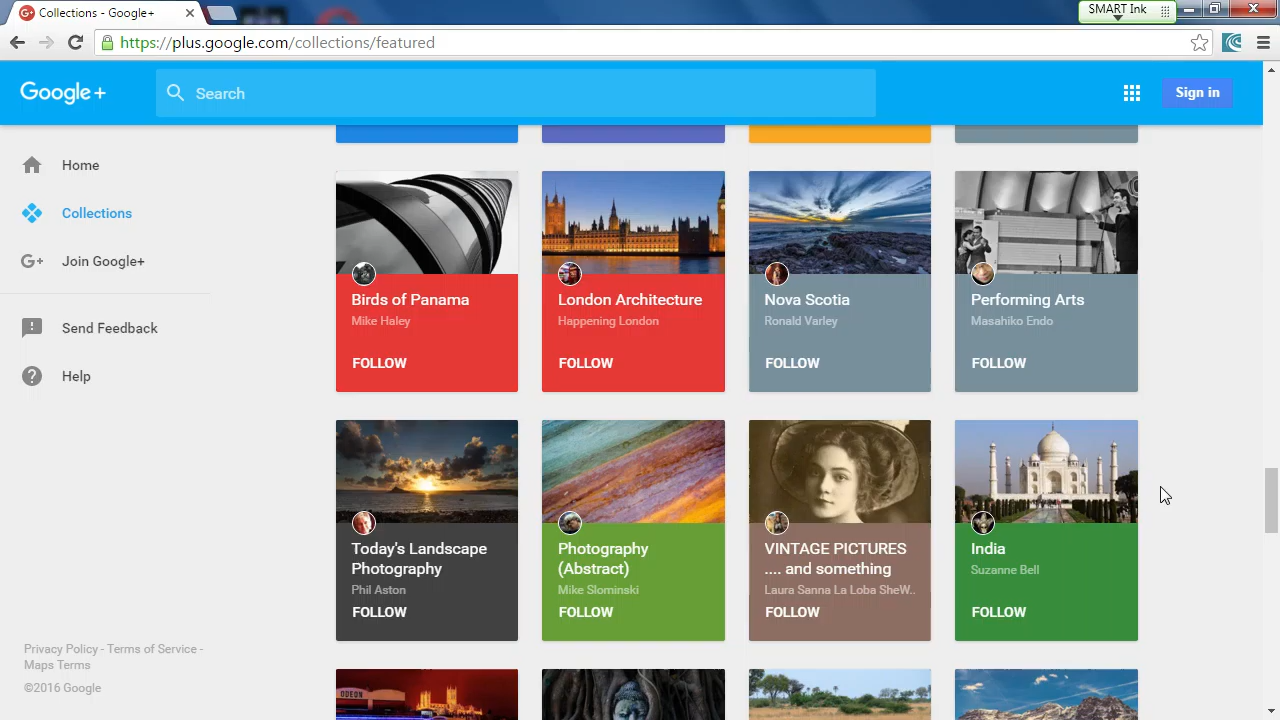 Collections - Google+
SMART Ink
https://plus.google.com/collections/featured
Google+
Search
Sign in
Home
Collections
Join Google+
Send Feedback
Help
Birds of Panama
Mike Haley
FOLLOW
London Architecture
Happening London
FOLLOW
Nova Scotia
Ronald Varley
FOLLOW
Performing Arts
Masahiko Endo
FOLLOW
Today's Landscape
Photography
Phil Aston
FOLLOW
Photography
(Abstract)
Mike Slominski
FOLLOW
VINTAGE PICTURES
.... and something
Laura Sanna La Loba SheW..
FOLLOW
India
Suzanne Bell
FOLLOW
ODEON
Privacy Policy - Terms of Service -
Maps Terms
©2016 Google